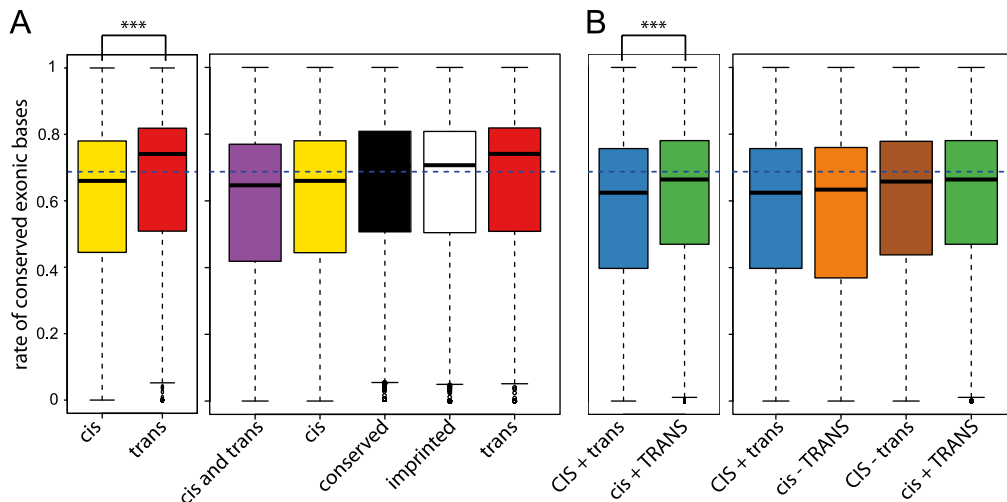 A
B
***
***
rate of conserved exonic bases
1
0.8
0.6
0.4
0.2
0
cis
trans
cis and trans
cis
conserved
imprinted
trans
CIS + trans
cis + TRANS
CIS + trans
cis - TRANS
CIS - trans
cis + TRANS